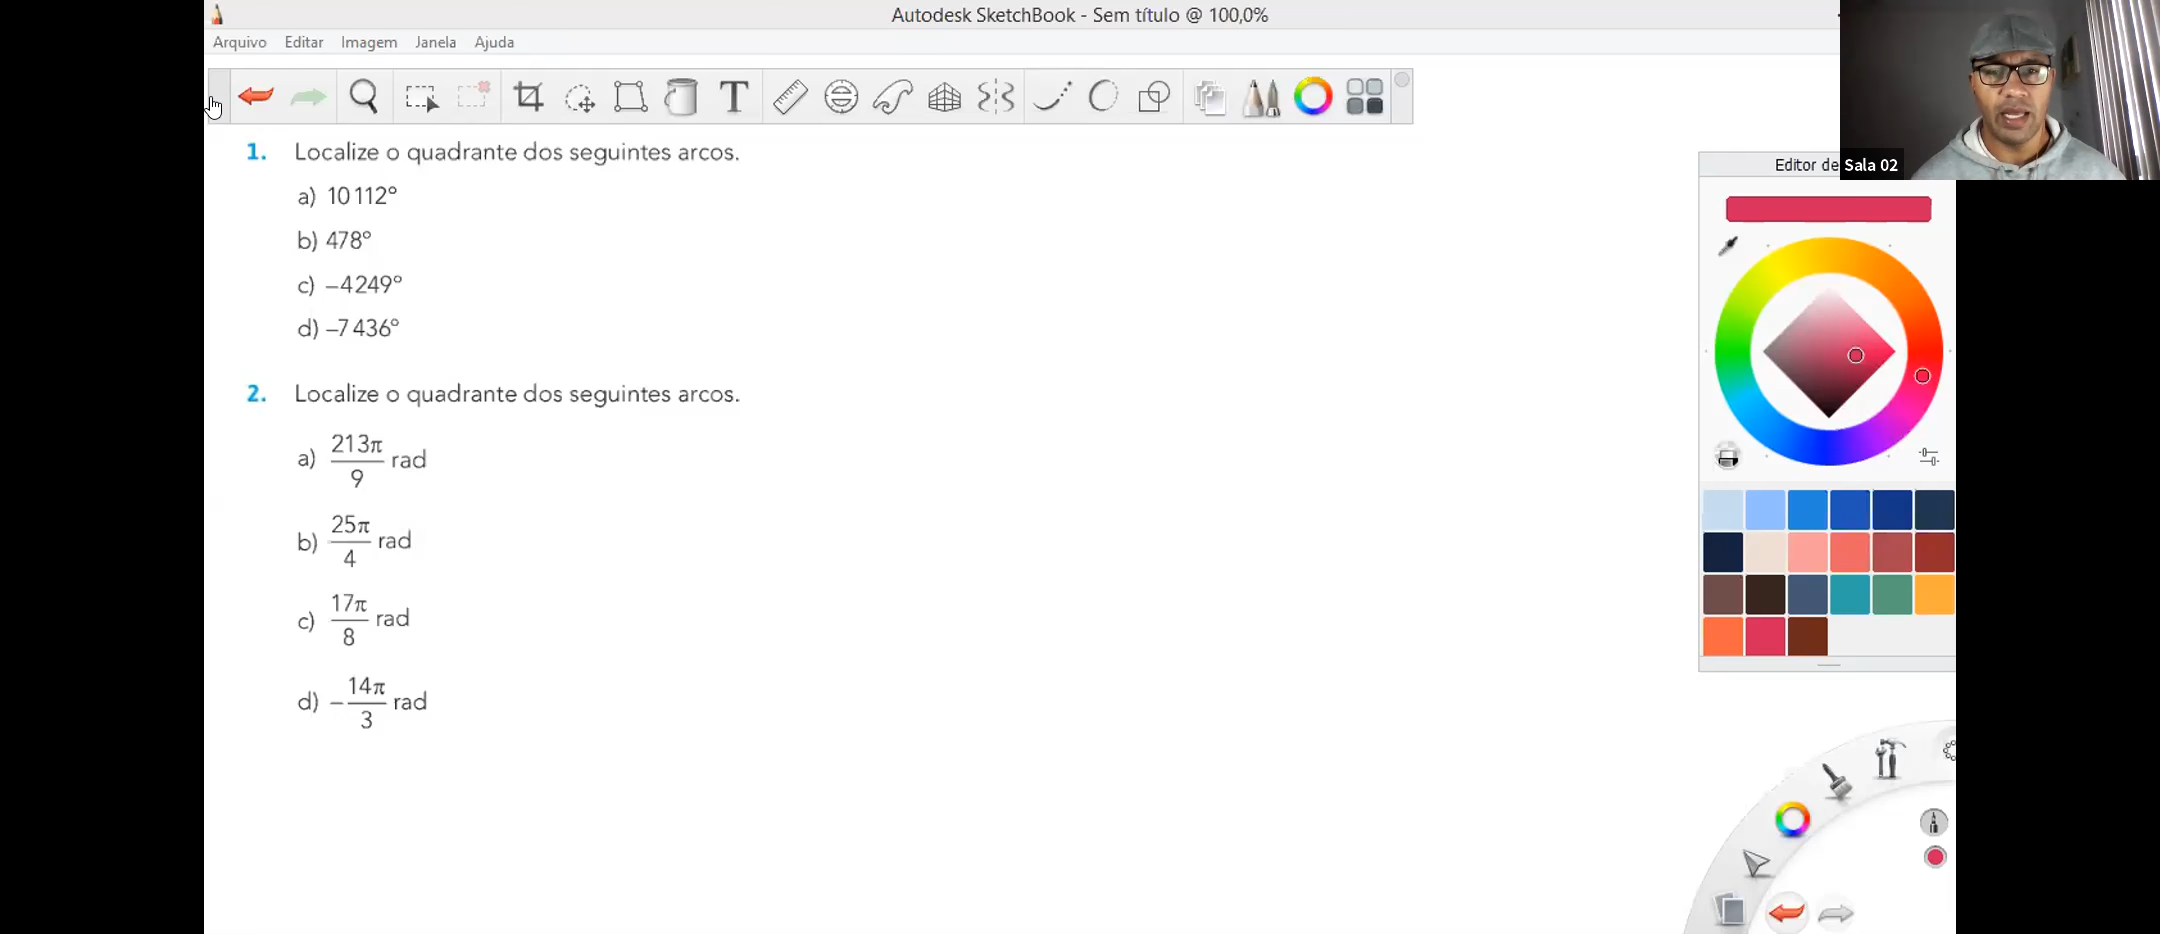 Autodesk SketchBook - Sem título @ 100,0%
Arquivo Editar Imagem Janela Ajuda
T
Editor de
Sala 02
1. Localize o quadrante dos seguintes arcos.
a) 10 112°
b) 478°
c) –4 249°
d) –7 436°
2. Localize o quadrante dos seguintes arcos.
a) 213π/9 rad
b) 25π/4 rad
c) 17π/8 rad
d) –14π/3 rad